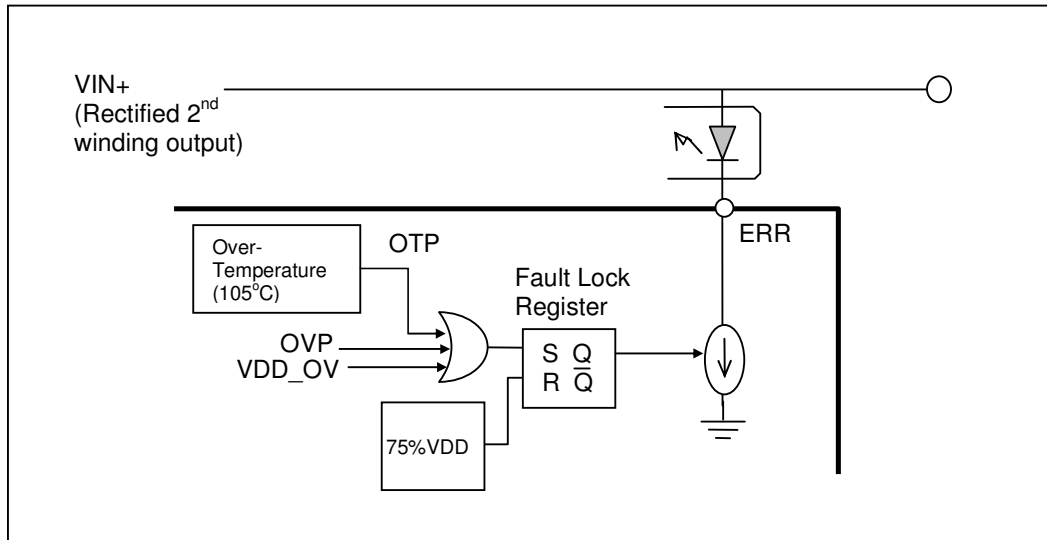 VIN+
(Rectified 2nd
winding output)
ERR
Over-
Temperature
(105°C)
OTP
Fault Lock
Register
OVP
VDD_OV
S Q
R Q̅
75%VDD